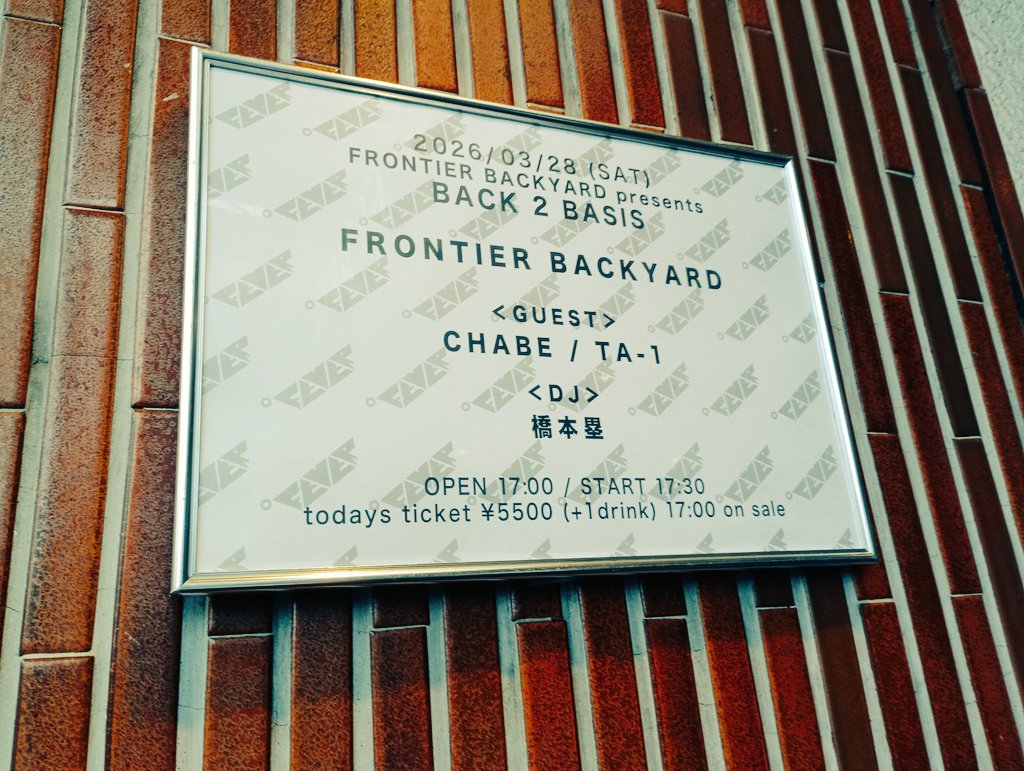 2026/03/28 (SAT)
FRONTIER BACKYARD presents
BACK 2 BASIS
FRONTIER BACKYARD
<GUEST>
CHABE / TA-1
<DJ>
橋本塁
OPEN 17:00 / START 17:30
todays ticket ¥5500 (+1drink) 17:00 on sale